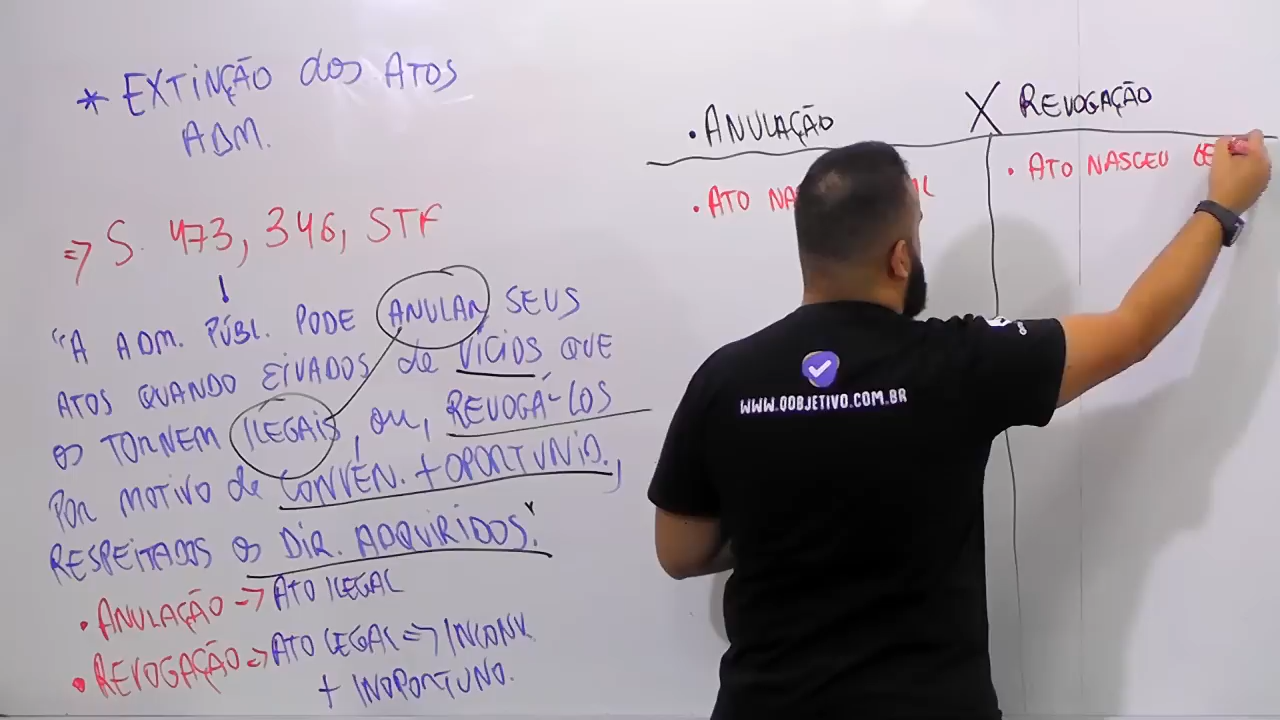 * EXTINÇÃO dos ATOS
ADM.
=> S. 473, 346, STF
"A ADM. PÚBL. PODE ANULAR SEUS
ATOS QUANDO EIVADOS de VÍCIOS QUE
OS TORNEM ILEGAIS, ou, REVOGÁ-LOS
POR MOTIVO de CONVEN. + OPORTUNID.,
RESPEITADOS OS DIR. ADQUIRIDOS."
• ANULAÇÃO => ATO ILEGAL
• REVOGAÇÃO => ATO LEGAL => INCONV.
+ INOPORTUNO.
• ANULAÇÃO X REVOGAÇÃO
• ATO
• ATO NASCEU
WWW.QOBJETIVO.COM.BR